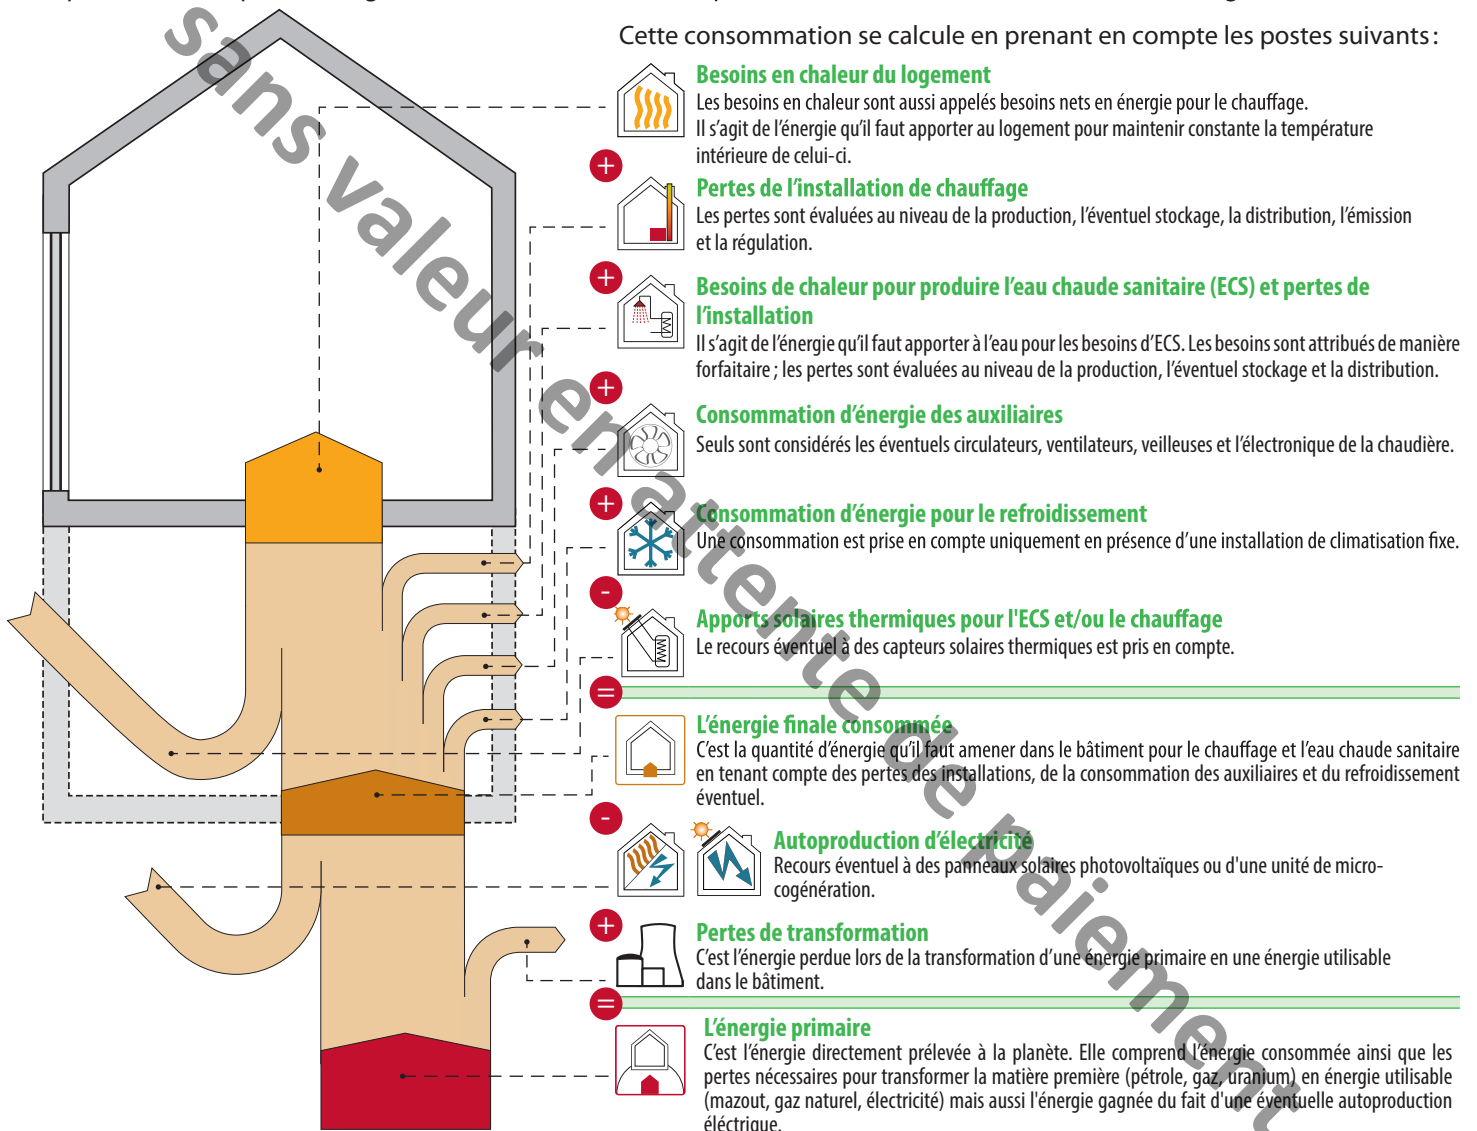 Cette consommation se calcule en prenant en compte les postes suivants :
Besoins en chaleur du logement
Les besoins en chaleur sont aussi appelés besoins nets en énergie pour le chauffage.
Il s'agit de l'énergie qu'il faut apporter au logement pour maintenir constante la température
intérieure de celui-ci.
+
Pertes de l'installation de chauffage
Les pertes sont évaluées au niveau de la production, l'éventuel stockage, la distribution, l'émission
et la régulation.
+
Besoins de chaleur pour produire l'eau chaude sanitaire (ECS) et pertes de
l'installation
Il s'agit de l'énergie qu'il faut apporter à l'eau pour les besoins d'ECS. Les besoins sont attribués de manière
forfaitaire ; les pertes sont évaluées au niveau de la production, l'éventuel stockage et la distribution.
+
Consommation d'énergie des auxiliaires
Seuls sont considérés les éventuels circulateurs, ventilateurs, veilleuses et l'électronique de la chaudière.
+
Consommation d'énergie pour le refroidissement
Une consommation est prise en compte uniquement en présence d'une installation de climatisation fixe.
-
Apports solaires thermiques pour l'ECS et/ou le chauffage
Le recours éventuel à des capteurs solaires thermiques est pris en compte.
=
L'énergie finale consommée
C'est la quantité d'énergie qu'il faut amener dans le bâtiment pour le chauffage et l'eau chaude sanitaire
en tenant compte des pertes des installations, de la consommation des auxiliaires et du refroidissement
éventuel.
-
Autoproduction d'électricité
Recours éventuel à des panneaux solaires photovoltaïques ou d'une unité de micro-
cogénération.
+
Pertes de transformation
C'est l'énergie perdue lors de la transformation d'une énergie primaire en une énergie utilisable
dans le bâtiment.
=
L'énergie primaire
C'est l'énergie directement prélevée à la planète. Elle comprend l'énergie consommée ainsi que les
pertes nécessaires pour transformer la matière première (pétrole, gaz, uranium) en énergie utilisable
(mazout, gaz naturel, électricité) mais aussi l'énergie gagnée du fait d'une éventuelle autoproduction
éléctrique.
sans valeur en attente de paiement